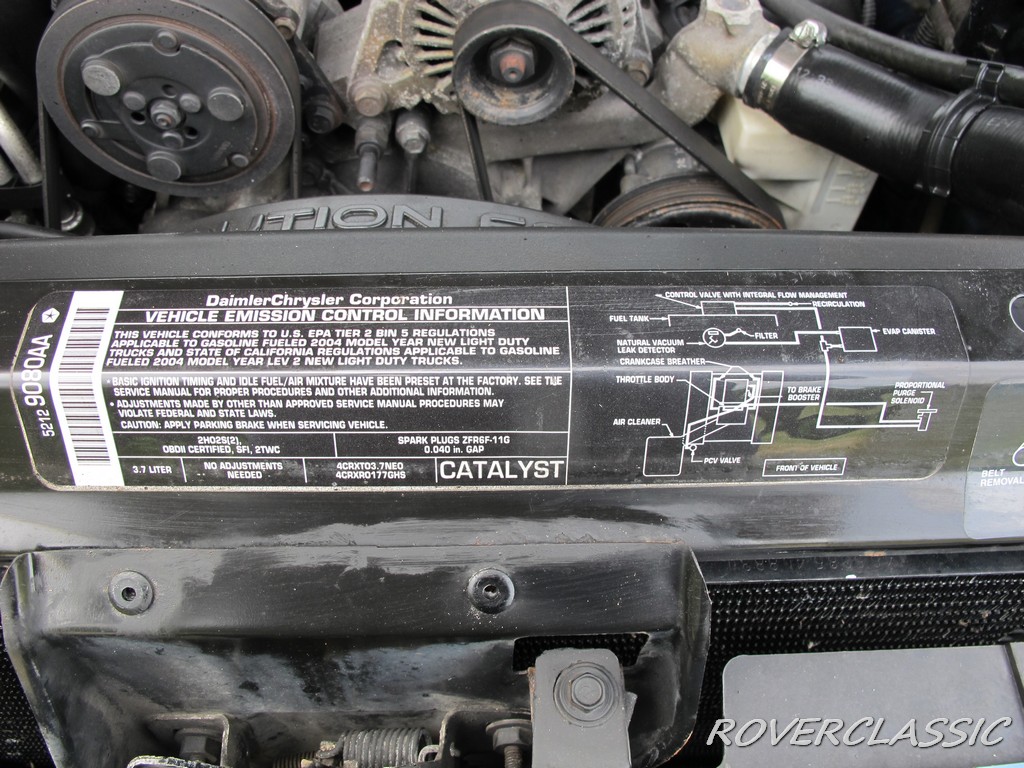 UTION
52129080AA
DaimlerChrysler Corporation
VEHICLE EMISSION CONTROL INFORMATION
THIS VEHICLE CONFORMS TO U.S. EPA TIER 2 BIN 5 REGULATIONS
APPLICABLE TO GASOLINE FUELED 2004 MODEL YEAR NEW LIGHT DUTY
TRUCKS AND STATE OF CALIFORNIA REGULATIONS APPLICABLE TO GASOLINE
FUELED 2004 MODEL YEAR LEV 2 NEW LIGHT DUTY TRUCKS.
• BASIC IGNITION TIMING AND IDLE FUEL/AIR MIXTURE HAVE BEEN PRESET AT THE FACTORY. SEE THE
SERVICE MANUAL FOR PROPER PROCEDURES AND OTHER ADDITIONAL INFORMATION.
• ADJUSTMENTS MADE BY OTHER THAN APPROVED SERVICE MANUAL PROCEDURES MAY
VIOLATE FEDERAL AND STATE LAWS.
CAUTION: APPLY PARKING BRAKE WHEN SERVICING VEHICLE.
2HO2S(2),
OBDII CERTIFIED, SFI, 2TWC
SPARK PLUGS ZFR6F-11G
0.040 in. GAP
3.7 LITER
NO ADJUSTMENTS
NEEDED
4CRXT03.7NE0
4CRXR0177GHS
CATALYST
CONTROL VALVE WITH INTEGRAL FLOW MANAGEMENT
RECIRCULATION
FUEL TANK
FILTER
EVAP CANISTER
NATURAL VACUUM
LEAK DETECTOR
CRANKCASE BREATHER
THROTTLE BODY
TO BRAKE
BOOSTER
PROPORTIONAL
PURGE
SOLENOID
AIR CLEANER
PCV VALVE
FRONT OF VEHICLE
BELT
REMOVAL
ROVERCLASSIC